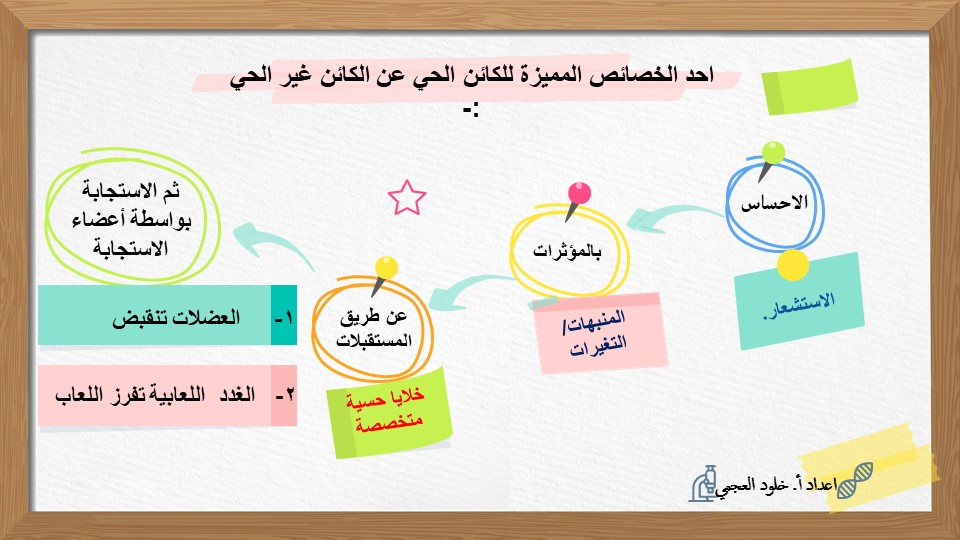 احد الخصائص المميزة للكائن الحي عن الكائن غير الحي
:-
الاحساس
الاستشعار.
بالمؤثرات
المنبهات/
التغيرات
عن طريق
المستقبلات
خلايا حسية
متخصصة
ثم الاستجابة
بواسطة أعضاء
الاستجابة
١- العضلات تنقبض
٢- الغدد اللعابية تفرز اللعاب
اعداد أ. خلود العجمي